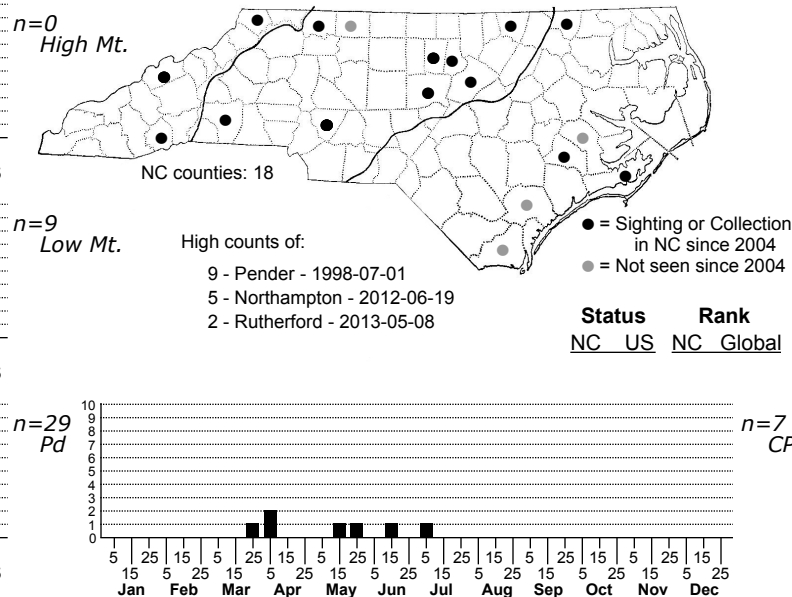 n=0
High Mt.
NC counties: 18
n=9
Low Mt.
High counts of:
9 - Pender - 1998-07-01
5 - Northampton - 2012-06-19
2 - Rutherford - 2013-05-08
= Sighting or Collection
in NC since 2004
= Not seen since 2004
Status Rank
NC US NC Global
n=29
Pd
n=7
CP
10
9
8
7
6
5
4
3
2
1
0
5 25 15 5 25 15 5 25 15 5 25 15 5 25 15 5 25 15
15 5 25 15 5 25 15 5 25 15 5 25 15 5 25 15 5 25
Jan Feb Mar Apr May Jun Jul Aug Sep Oct Nov Dec